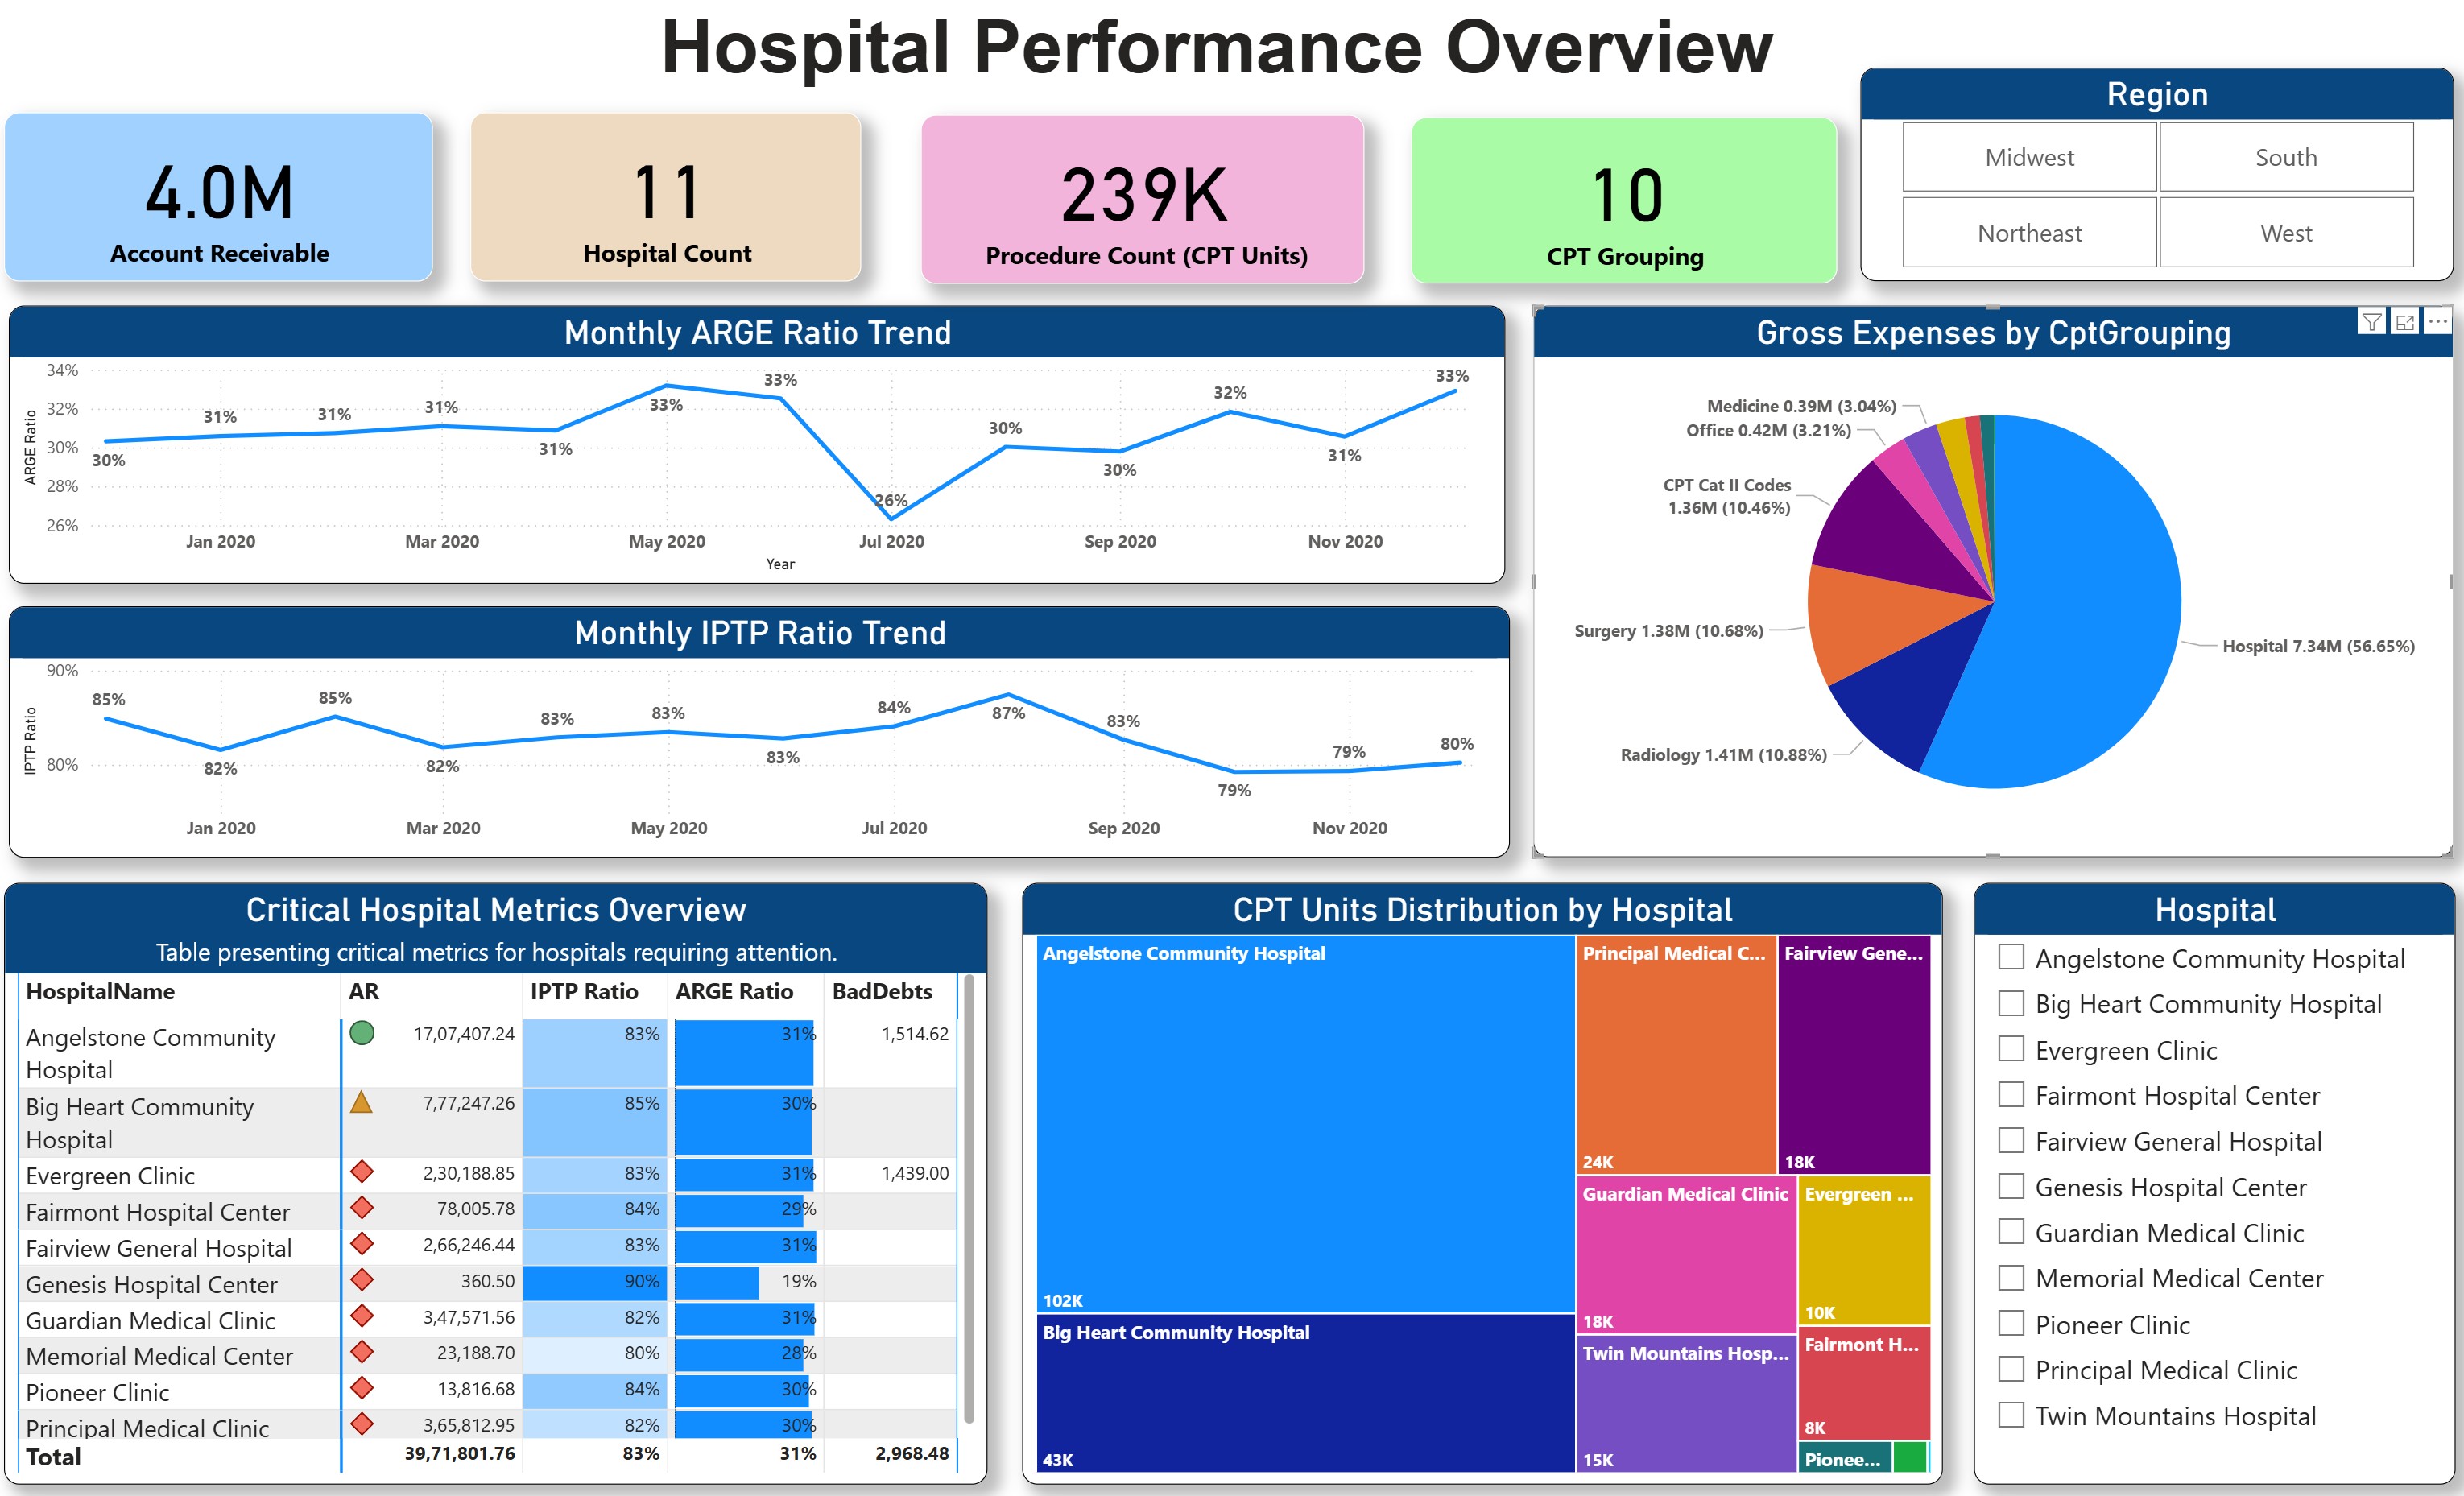 Hospital Performance Overview
4.0M
Account Receivable
11
Hospital Count
239K
Procedure Count (CPT Units)
10
CPT Grouping
Region
Midwest
South
Northeast
West
Monthly ARGE Ratio Trend
ARGE Ratio
34%
32%
30%
28%
26%
30%
31%
31%
31%
31%
33%
33%
26%
30%
30%
32%
31%
33%
Jan 2020
Mar 2020
May 2020
Jul 2020
Sep 2020
Nov 2020
Year
Gross Expenses by CptGrouping
Medicine 0.39M (3.04%)
Office 0.42M (3.21%)
CPT Cat II Codes
1.36M (10.46%)
Surgery 1.38M (10.68%)
Radiology 1.41M (10.88%)
Hospital 7.34M (56.65%)
Monthly IPTP Ratio Trend
IPTP Ratio
90%
80%
85%
82%
85%
82%
83%
83%
83%
84%
87%
83%
79%
79%
80%
Jan 2020
Mar 2020
May 2020
Jul 2020
Sep 2020
Nov 2020
Critical Hospital Metrics Overview
Table presenting critical metrics for hospitals requiring attention.
HospitalName AR IPTP Ratio ARGE Ratio BadDebts
Angelstone Community Hospital 17,07,407.24 83% 31% 1,514.62
Big Heart Community Hospital 7,77,247.26 85% 30%
Evergreen Clinic 2,30,188.85 83% 31% 1,439.00
Fairmont Hospital Center 78,005.78 84% 29%
Fairview General Hospital 2,66,246.44 83% 31%
Genesis Hospital Center 360.50 90% 19%
Guardian Medical Clinic 3,47,571.56 82% 31%
Memorial Medical Center 23,188.70 80% 28%
Pioneer Clinic 13,816.68 84% 30%
Principal Medical Clinic 3,65,812.95 82% 30%
Total 39,71,801.76 83% 31% 2,968.48
CPT Units Distribution by Hospital
Angelstone Community Hospital
102K
Big Heart Community Hospital
43K
Principal Medical C...
24K
Fairview Gene...
18K
Guardian Medical Clinic
18K
Twin Mountains Hosp...
15K
Evergreen ...
10K
Fairmont H...
8K
Pionee...
Hospital
Angelstone Community Hospital
Big Heart Community Hospital
Evergreen Clinic
Fairmont Hospital Center
Fairview General Hospital
Genesis Hospital Center
Guardian Medical Clinic
Memorial Medical Center
Pioneer Clinic
Principal Medical Clinic
Twin Mountains Hospital